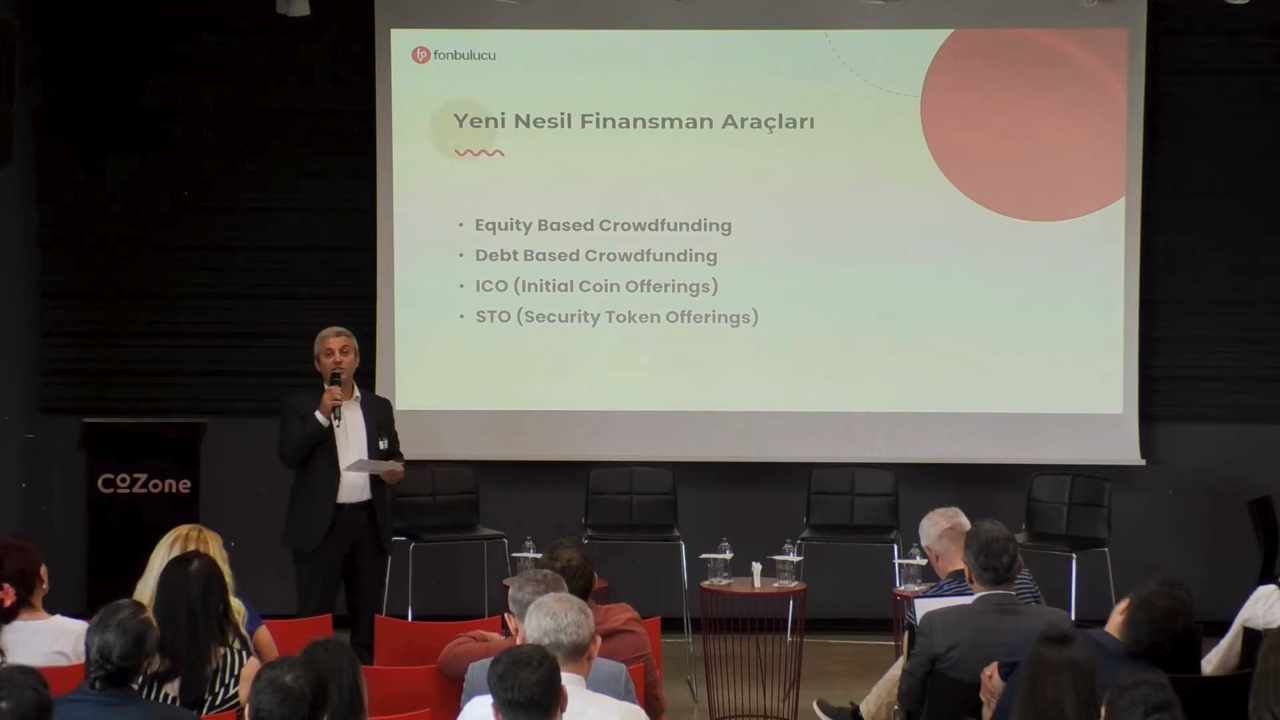 fonbulucu
Yeni Nesil Finansman Araçları
• Equity Based Crowdfunding
• Debt Based Crowdfunding
• ICO (Initial Coin Offerings)
• STO (Security Token Offerings)
CoZone